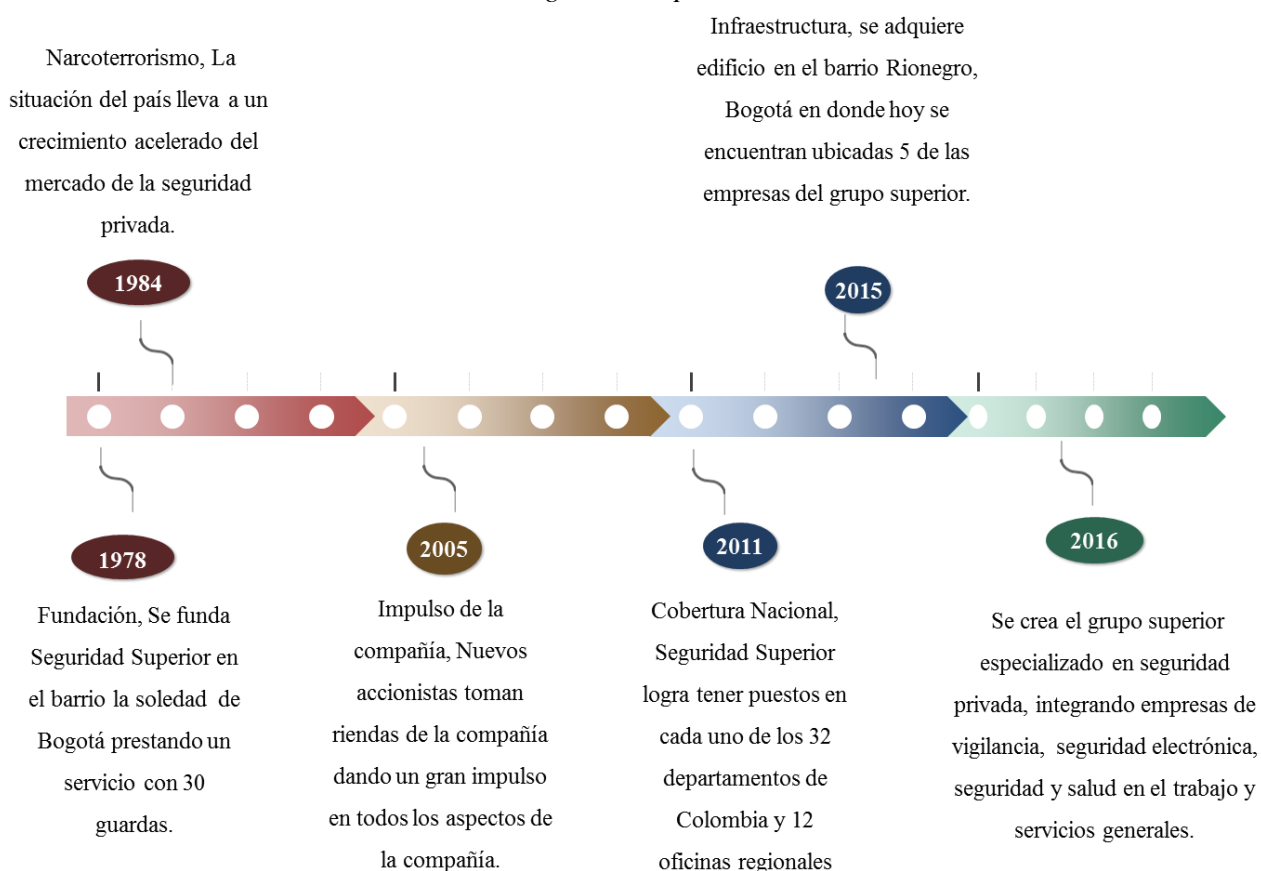 Narcoterrorismo, La
situación del país lleva a un
crecimiento acelerado del
mercado de la seguridad
privada.
1984
Infraestructura, se adquiere
edificio en el barrio Rionegro,
Bogotá en donde hoy se
encuentran ubicadas 5 de las
empresas del grupo superior.
2015
1978
Fundación, Se funda
Seguridad Superior en
el barrio la soledad de
Bogotá prestando un
servicio con 30
guardas.
2005
Impulso de la
compañía, Nuevos
accionistas toman
riendas de la compañía
dando un gran impulso
en todos los aspectos de
la compañía.
2011
Cobertura Nacional,
Seguridad Superior
logra tener puestos en
cada uno de los 32
departamentos de
Colombia y 12
oficinas regionales
2016
Se crea el grupo superior
especializado en seguridad
privada, integrando empresas de
vigilancia, seguridad electrónica,
seguridad y salud en el trabajo y
servicios generales.